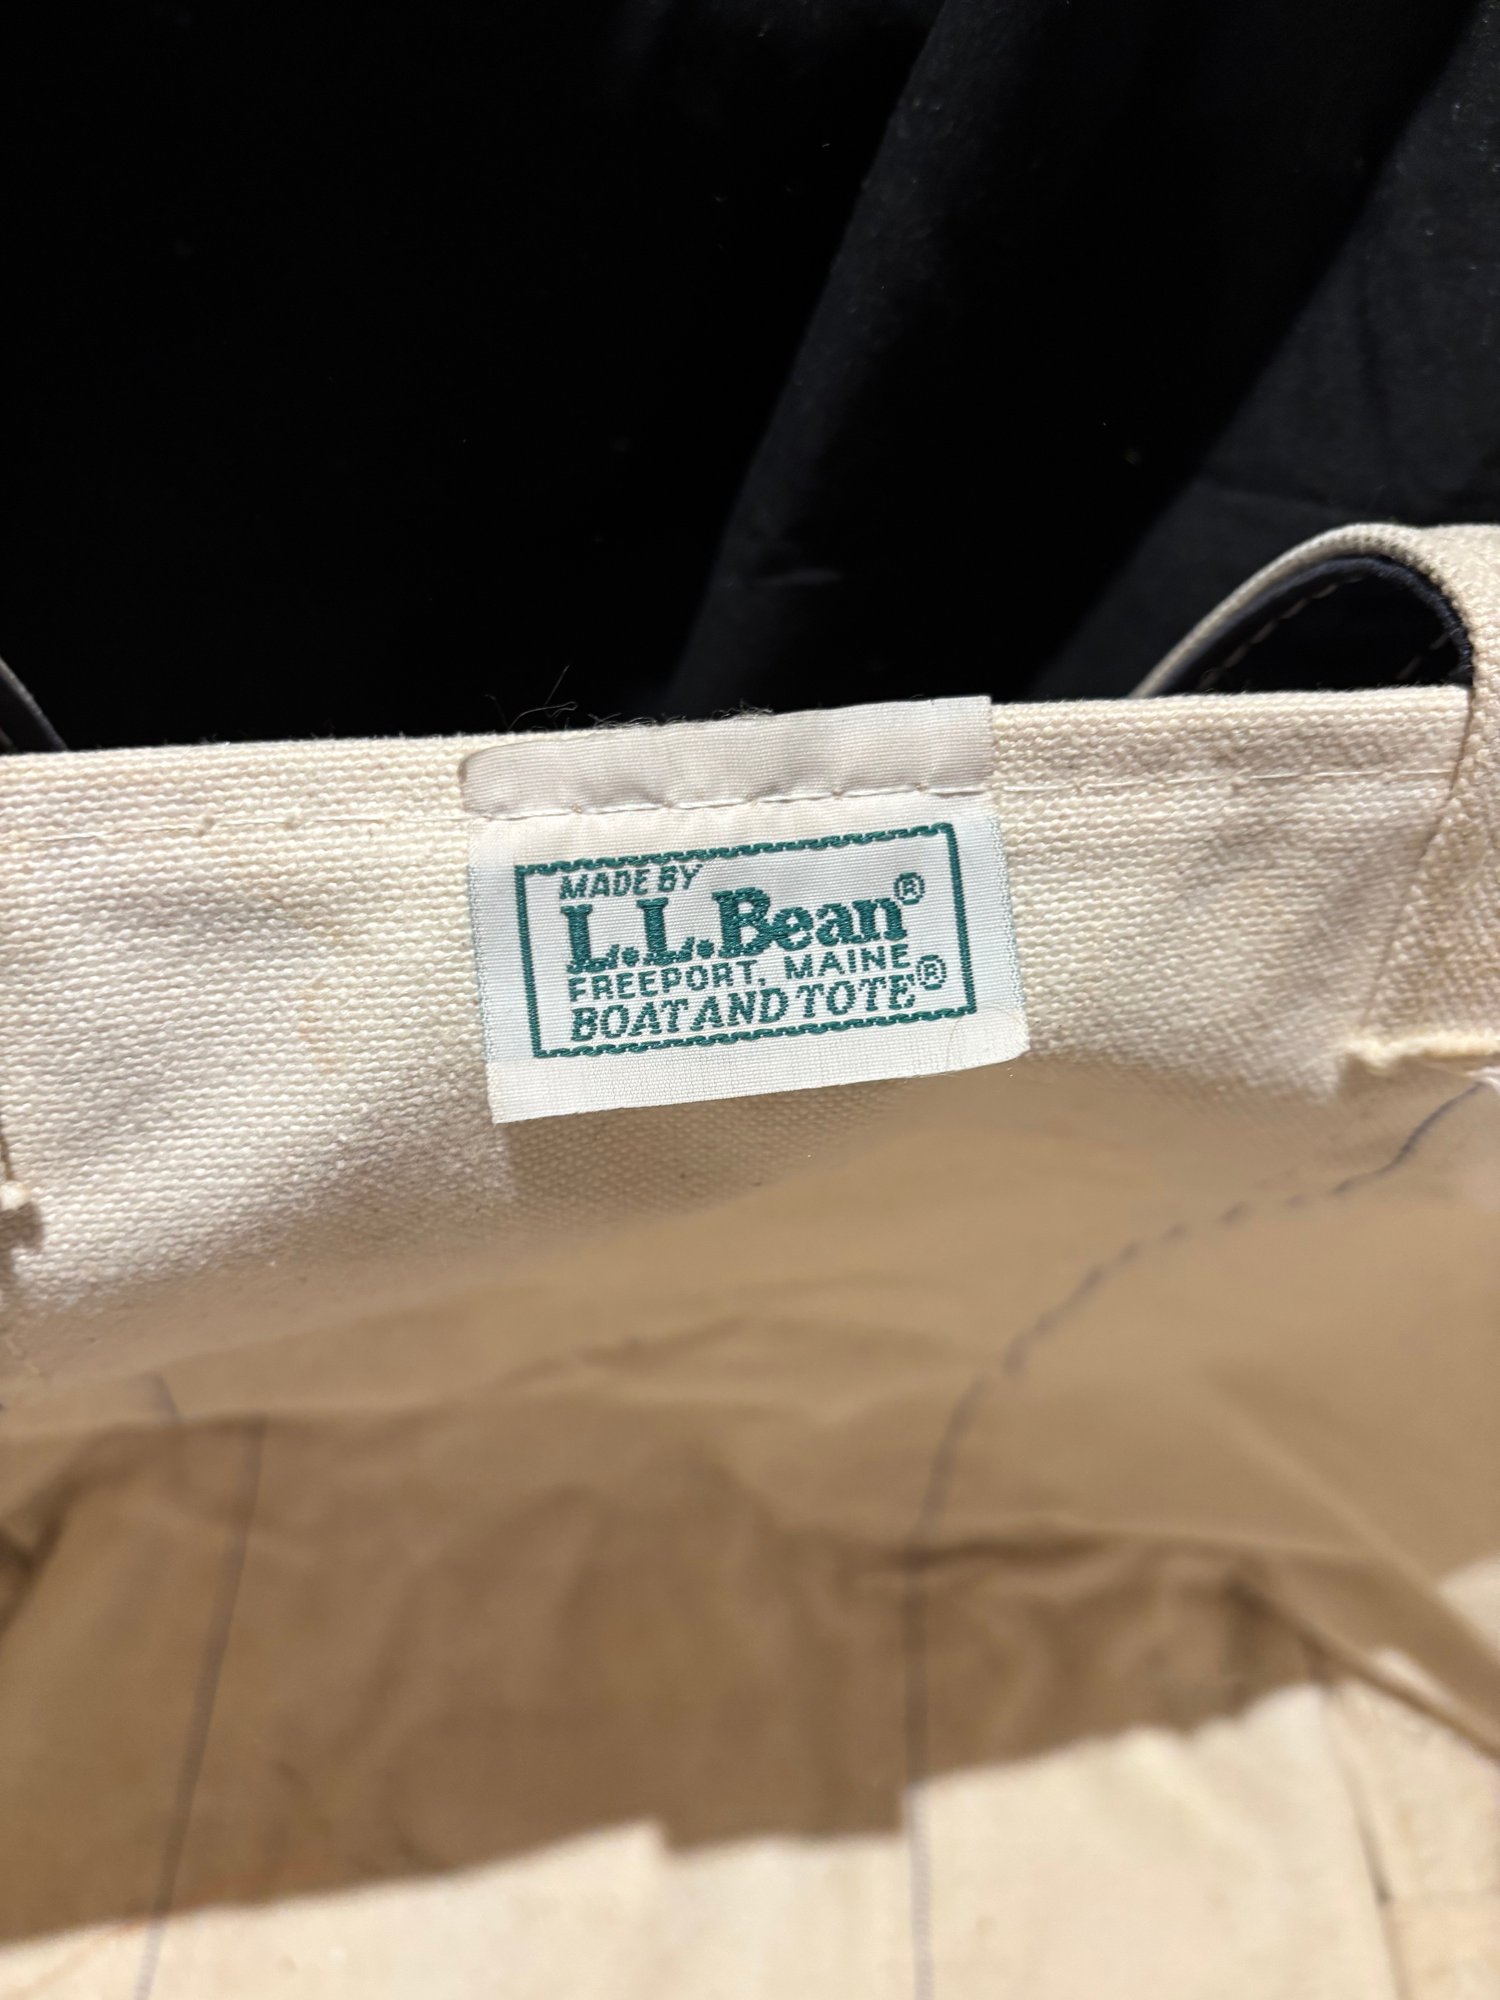 MADE BY
L.L.Bean®
FREEPORT, MAINE
BOAT AND TOTE®